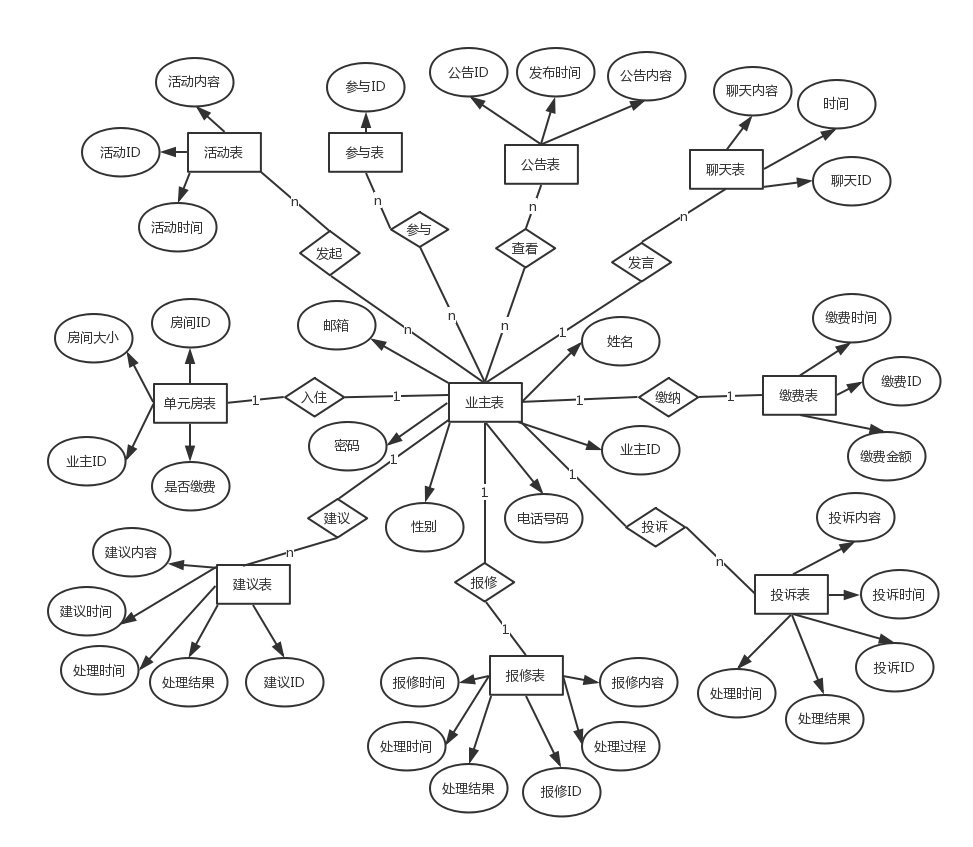 公告ID
发布时间
公告内容
活动内容
参与ID
聊天内容
时间
活动ID
活动表
参与表
公告表
聊天表
聊天ID
n
n
n
n
活动时间
参与
发起
查看
发言
房间大小
房间ID
邮箱
n
n
n
1
姓名
缴费时间
缴费ID
单元房表
1
入住
1
业主表
1
缴纳
1
缴费表
业主ID
是否缴费
密码
1
业主ID
缴费金额
1
1
建议
性别
电话号码
投诉
投诉内容
建议内容
n
n
建议表
报修
投诉表
投诉时间
建议时间
1
处理时间
处理结果
建议ID
报修时间
报修表
报修内容
处理时间
处理结果
投诉ID
处理时间
处理过程
处理结果
报修ID